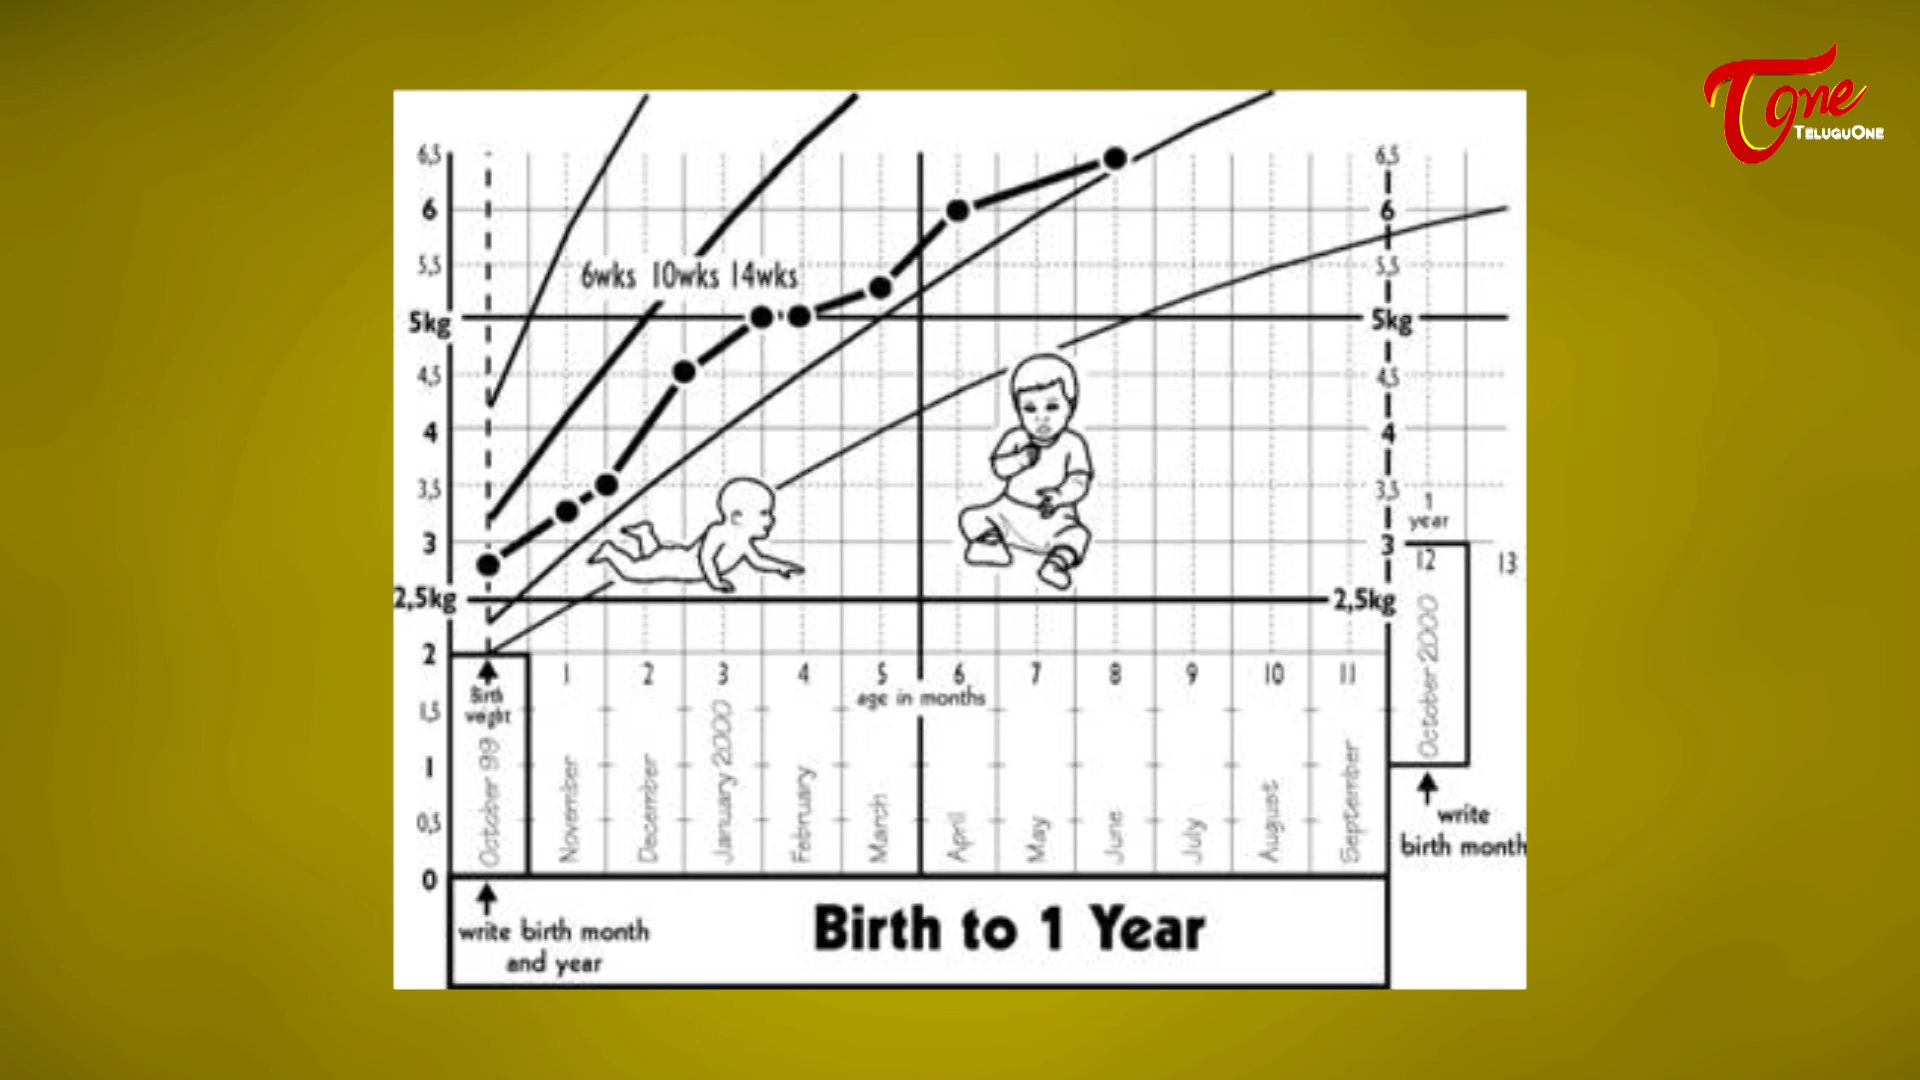 TeluguOne
6,5
6,5
6
6
5,5
5,5
6wks 10wks 14wks
5kg
5kg
4,5
4,5
4
4
3,5
3,5
1
year
3
3
12
13
2,5kg
2,5kg
2
1
2
3
4
5
6
7
8
9
10
11
age in months
Birth
weight
1,5
1
0,5
0
October 99
November
December
January 2000
February
March
April
May
June
July
August
September
October 2000
write
birth month
write birth month
and year
Birth to 1 Year